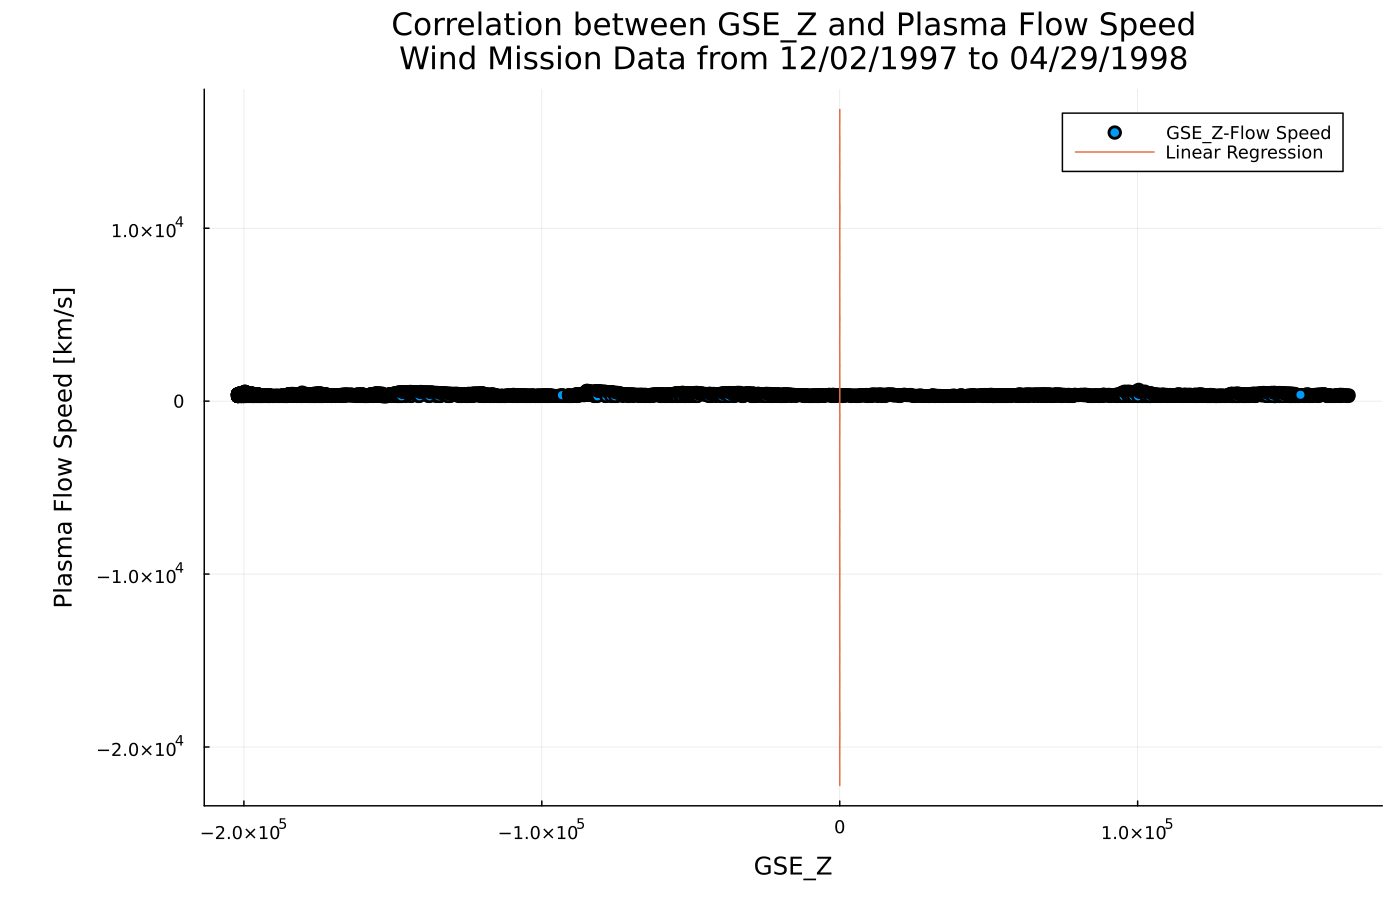 Correlation between GSE_Z and Plasma Flow Speed
Wind Mission Data from 12/02/1997 to 04/29/1998
GSE_Z-Flow Speed
Linear Regression
Plasma Flow Speed [km/s]
1.0×10⁴
0
−1.0×10⁴
−2.0×10⁴
−2.0×10⁵
−1.0×10⁵
0
1.0×10⁵
GSE_Z